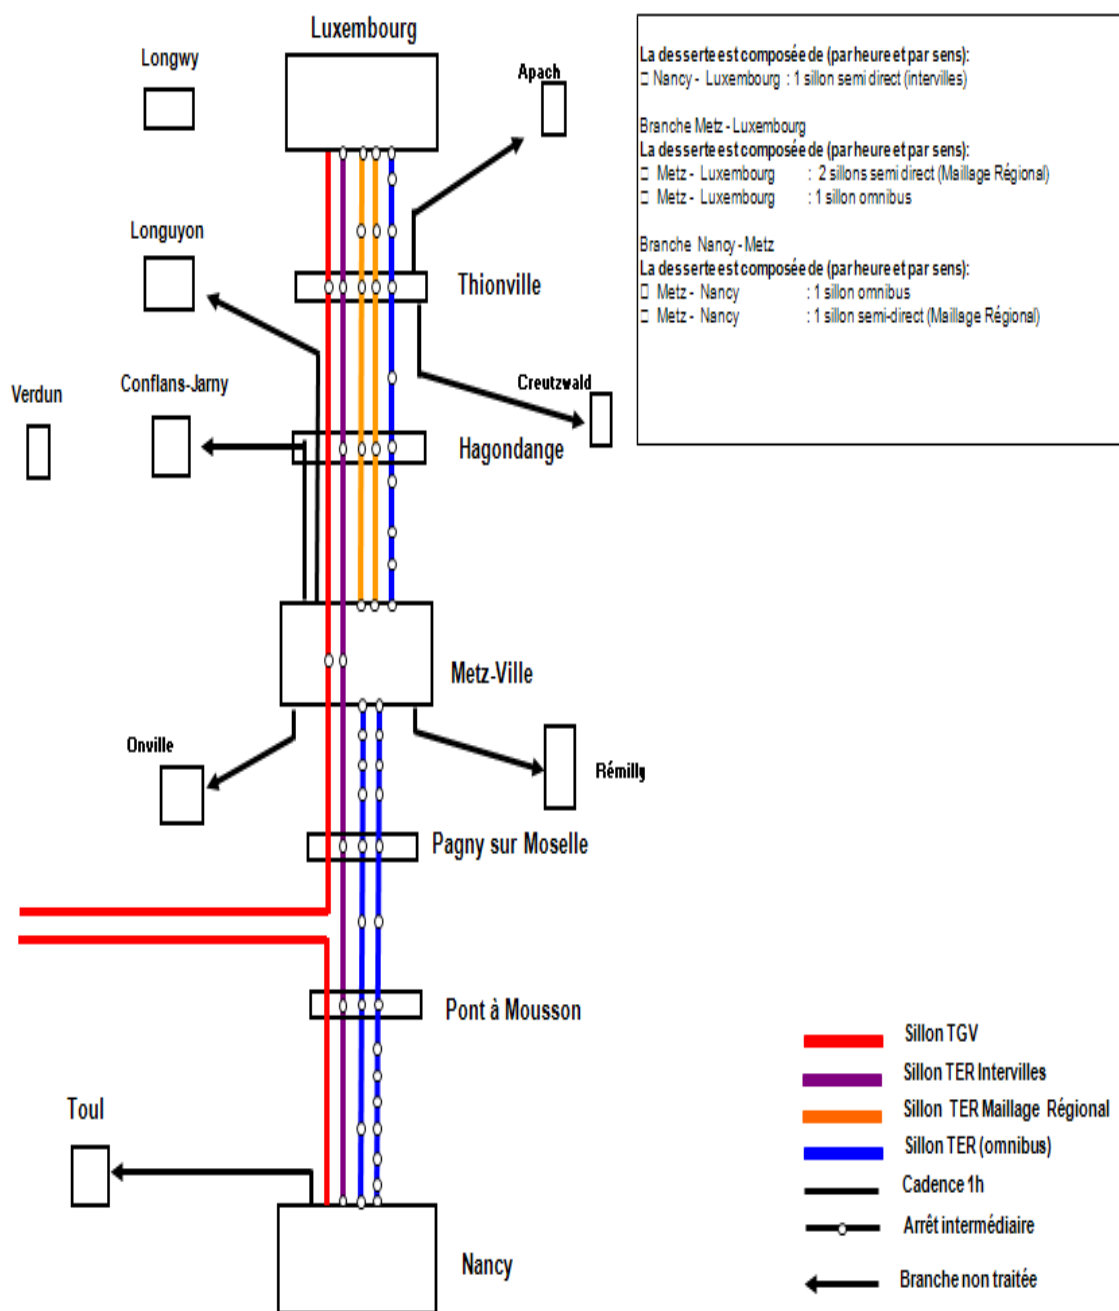 Luxembourg
Longwy
Apach
Longuyon
Thionville
Conflans-Jarny
Verdun
Creutzwald
Hagondange
Metz-Ville
Onville
Rémilly
Pagny sur Moselle
Pont à Mousson
Toul
Nancy
La desserte est composée de (par heure et par sens):
□ Nancy - Luxembourg : 1 sillon semi direct (intervilles)
Branche Metz - Luxembourg
La desserte est composée de (par heure et par sens):
□ Metz - Luxembourg : 2 sillons semi direct (Maillage Régional)
□ Metz - Luxembourg : 1 sillon omnibus
Branche Nancy - Metz
La desserte est composée de (par heure et par sens):
□ Metz - Nancy : 1 sillon omnibus
□ Metz - Nancy : 1 sillon semi-direct (Maillage Régional)
Sillon TGV
Sillon TER Intervilles
Sillon TER Maillage Régional
Sillon TER (omnibus)
Cadence 1h
Arrêt intermédiaire
Branche non traitée